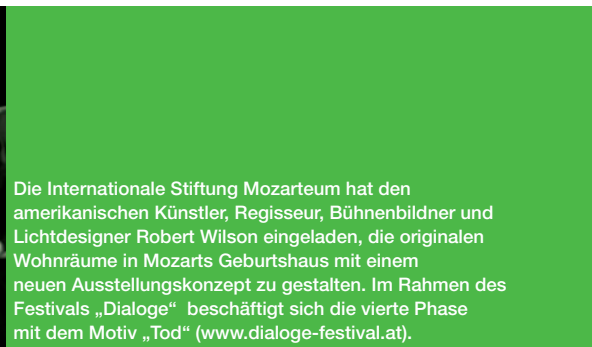 Die Internationale Stiftung Mozarteum hat den
amerikanischen Künstler, Regisseur, Bühnenbildner und
Lichtdesigner Robert Wilson eingeladen, die originalen
Wohnräume in Mozarts Geburtshaus mit einem
neuen Ausstellungskonzept zu gestalten. Im Rahmen des
Festivals „Dialoge“  beschäftigt sich die vierte Phase
mit dem Motiv „Tod“ (www.dialoge-festival.at).